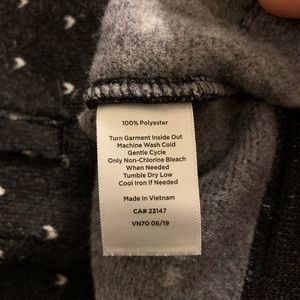 100% Polyester
Turn Garment Inside Out
Machine Wash Cold
Gentle Cycle
Only Non-Chlorine Bleach
When Needed
Tumble Dry Low
Cool Iron If Needed
Made In Vietnam
CA# 23147
VN70 06/19